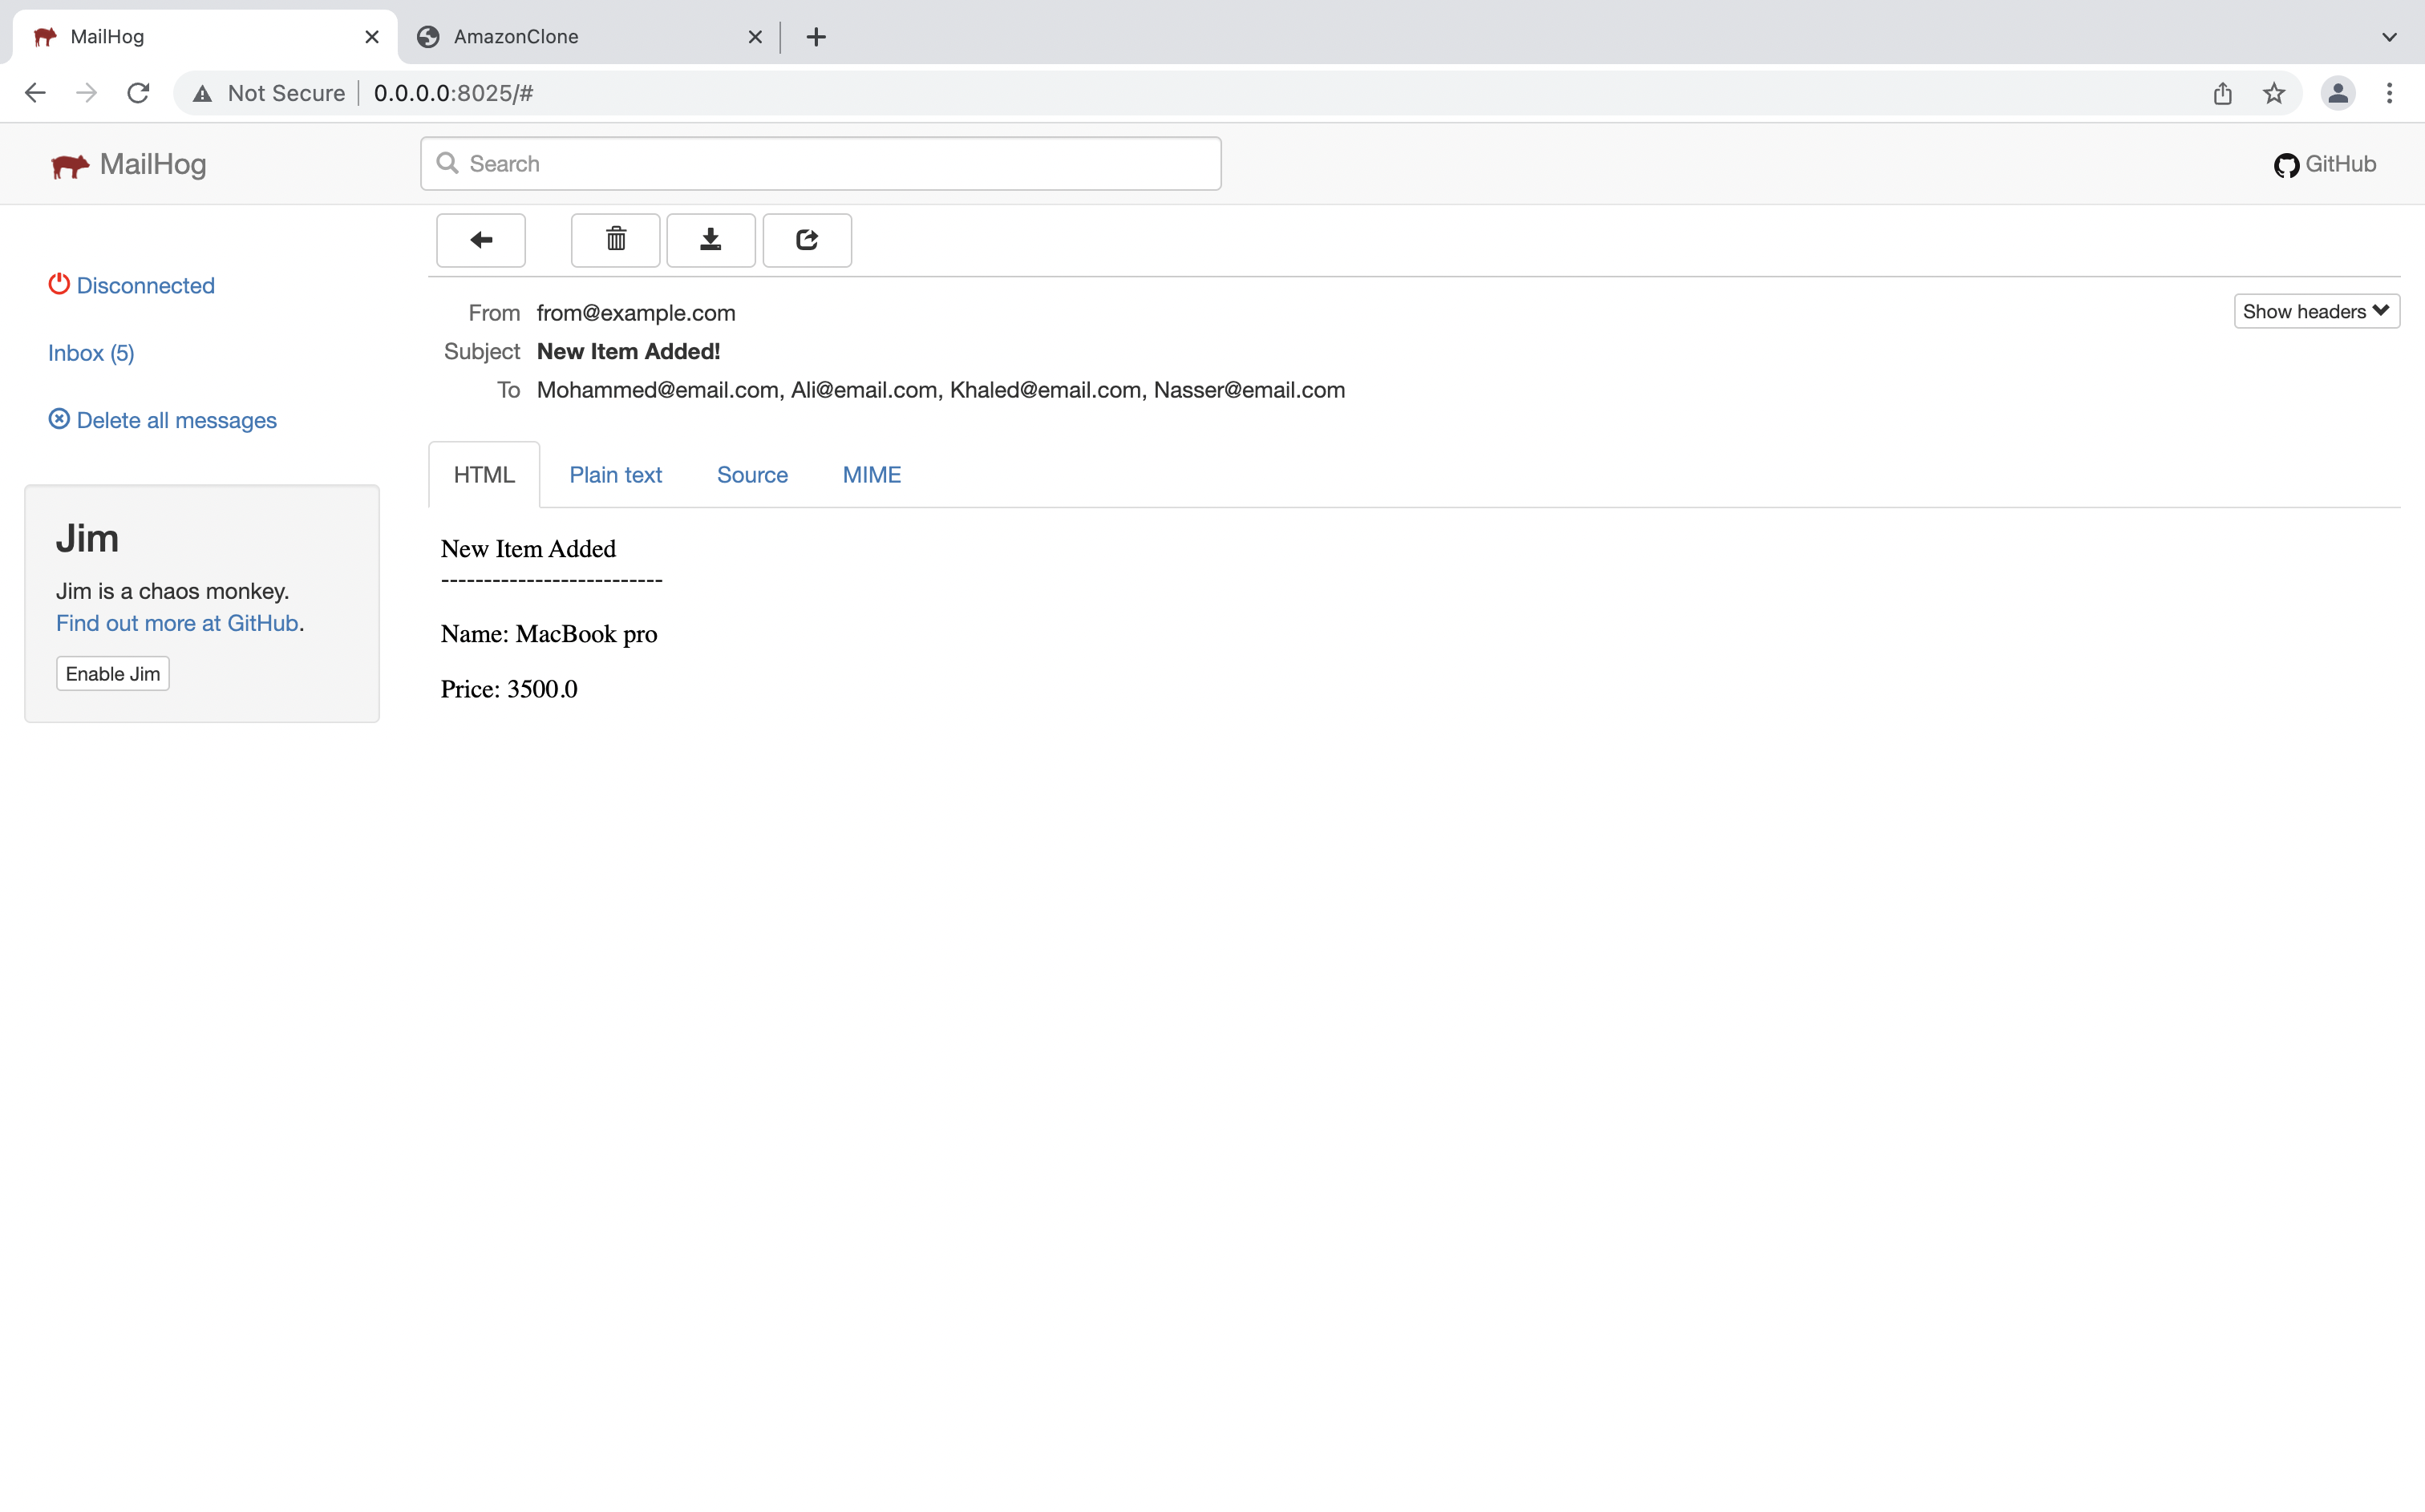 MailHog
AmazonClone
Not Secure
0.0.0.0:8025/#
MailHog
Search
GitHub
Disconnected
Inbox (5)
Delete all messages
Jim
Jim is a chaos monkey.
Find out more at GitHub.
Enable Jim
From from@example.com
Show headers
Subject New Item Added!
To Mohammed@email.com, Ali@email.com, Khaled@email.com, Nasser@email.com
HTML Plain text Source MIME
New Item Added
--------------------------
Name: MacBook pro
Price: 3500.0